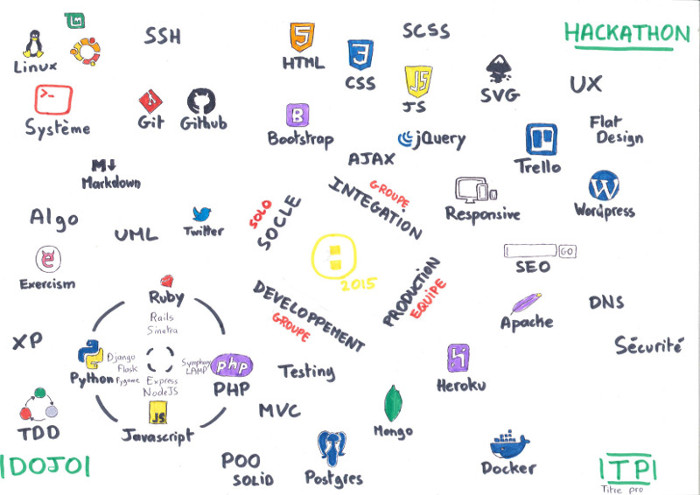 SSH
SCSS
HACKATHON
Linux
HTML
CSS
JS
SVG
UX
Système
Git
Github
Bootstrap
jQuery
AJAX
Trello
Flat
Design
Markdown
Algo
UML
Twitter
SOLO
SOCLE
GROUPE
INTEGATION
Responsive
Wordpress
GO
SEO
Exercism
2015
PRODUCTION
EQUIPE
DEVELOPPEMENT
GROUPE
Apache
DNS
Sécurité
XP
Ruby
Rails
Sinatra
Python
Django
Flask
Pygame
Symphony
LAMP
php
PHP
Express
NodeJS
JS
Javascript
Testing
MVC
Heroku
Mongo
TDD
|DOJO|
POO
SOLID
Postgres
Docker
|TP|
Titre pro